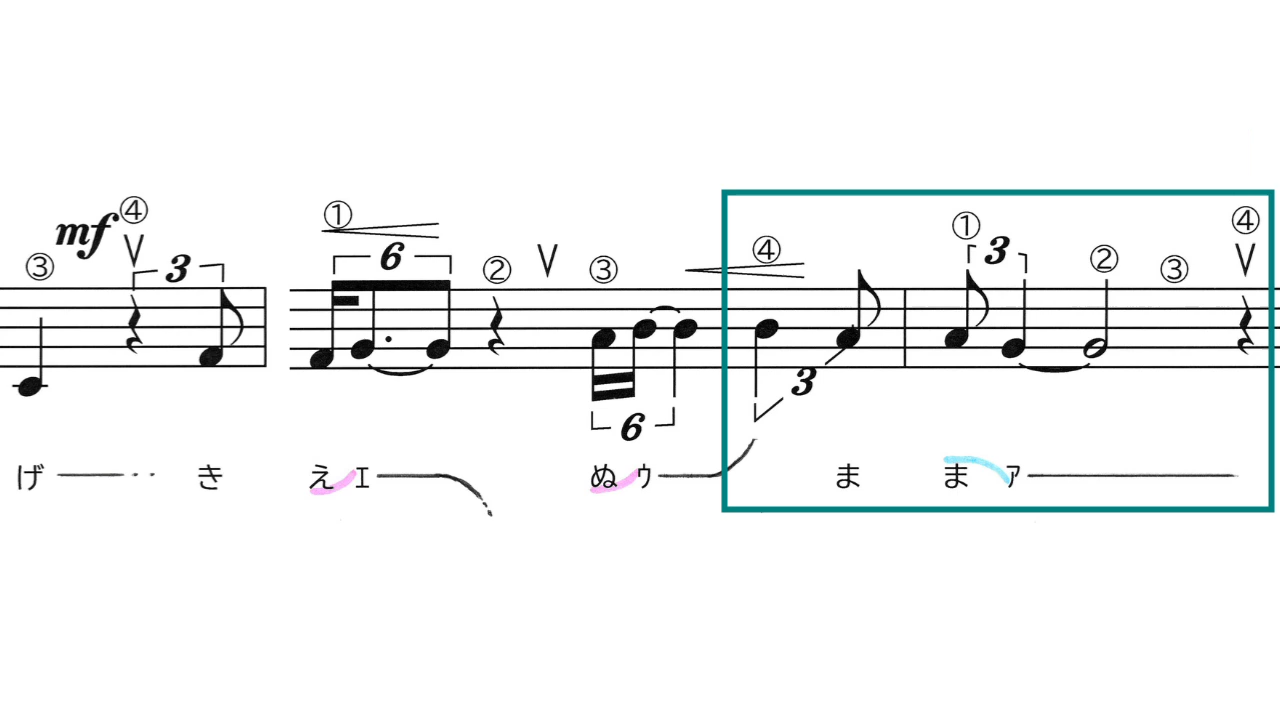 ③ mf ④ V 3 ① 6 ② V ③ ④ ① 3 ② ③ ④ V
6 3
げ き え ェ ぬ ゥ ま ま ァ